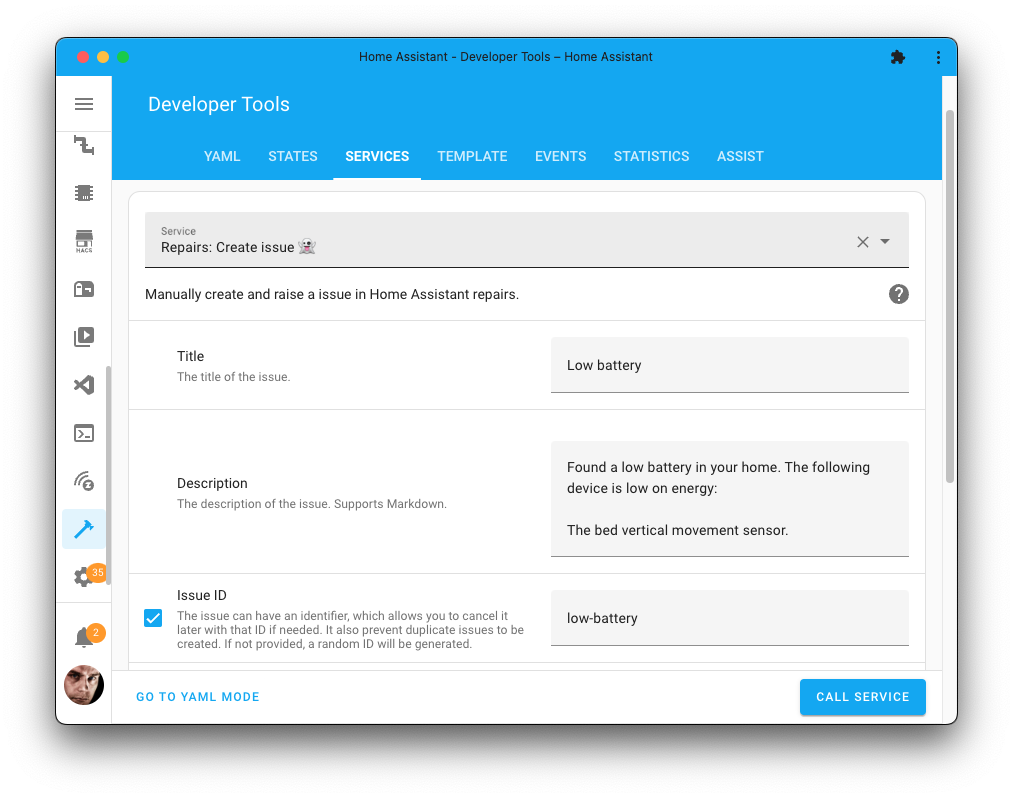 Home Assistant - Developer Tools – Home Assistant
Developer Tools
YAML STATES SERVICES TEMPLATE EVENTS STATISTICS ASSIST
HACS
Service
Repairs: Create issue 👻
Manually create and raise a issue in Home Assistant repairs.
Title
The title of the issue.
Low battery
Description
The description of the issue. Supports Markdown.
Found a low battery in your home. The following
device is low on energy:
The bed vertical movement sensor.
Issue ID
The issue can have an identifier, which allows you to cancel it
later with that ID if needed. It also prevent duplicate issues to be
created. If not provided, a random ID will be generated.
low-battery
35
2
GO TO YAML MODE
CALL SERVICE